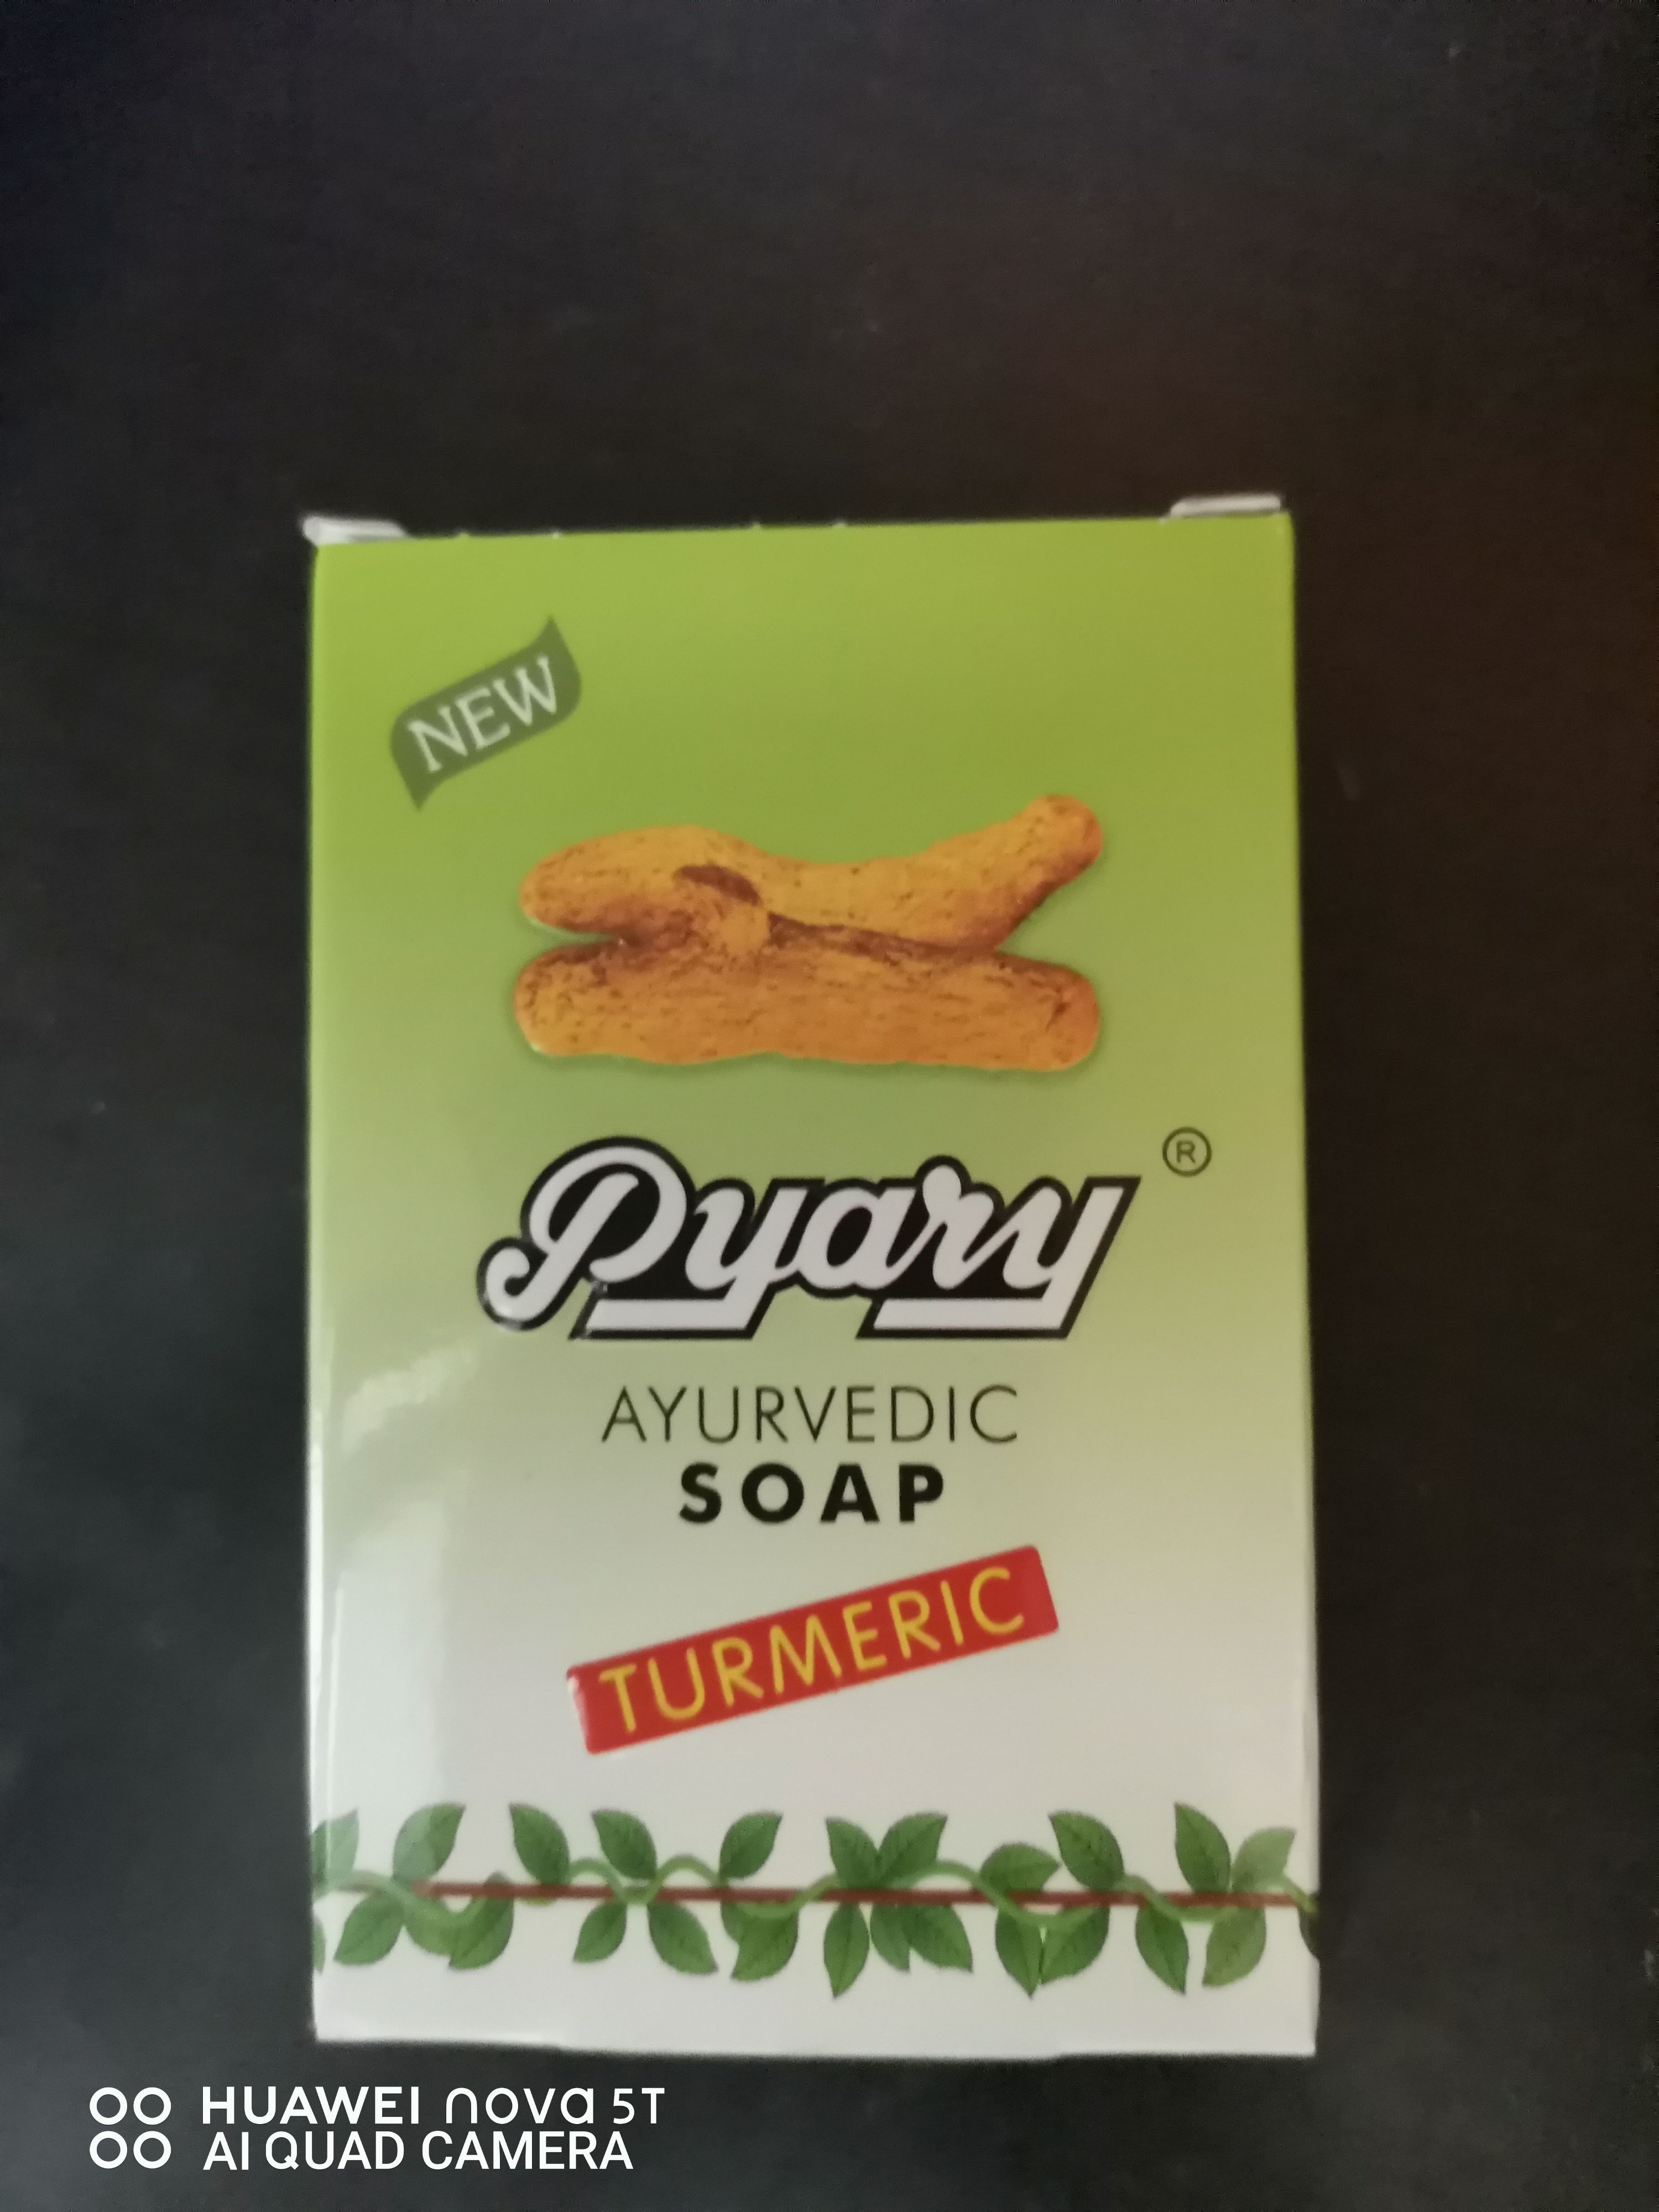 NEW
Pyary ®
AYURVEDIC
SOAP
TURMERIC
HUAWEI nova 5T
AI QUAD CAMERA